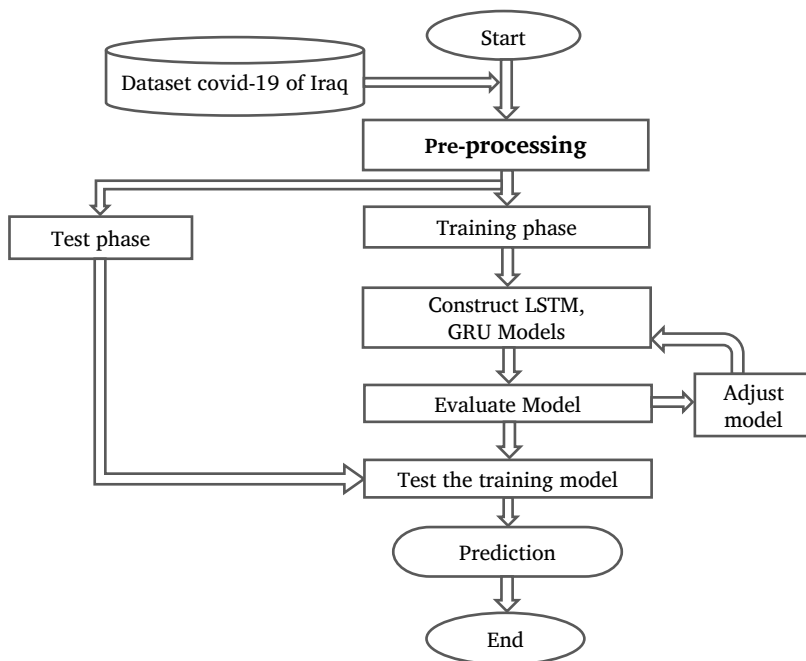 Start
Dataset covid-19 of Iraq
Pre-processing
Test phase
Training phase
Construct LSTM,
GRU Models
Evaluate Model
Adjust
model
Test the training model
Prediction
End